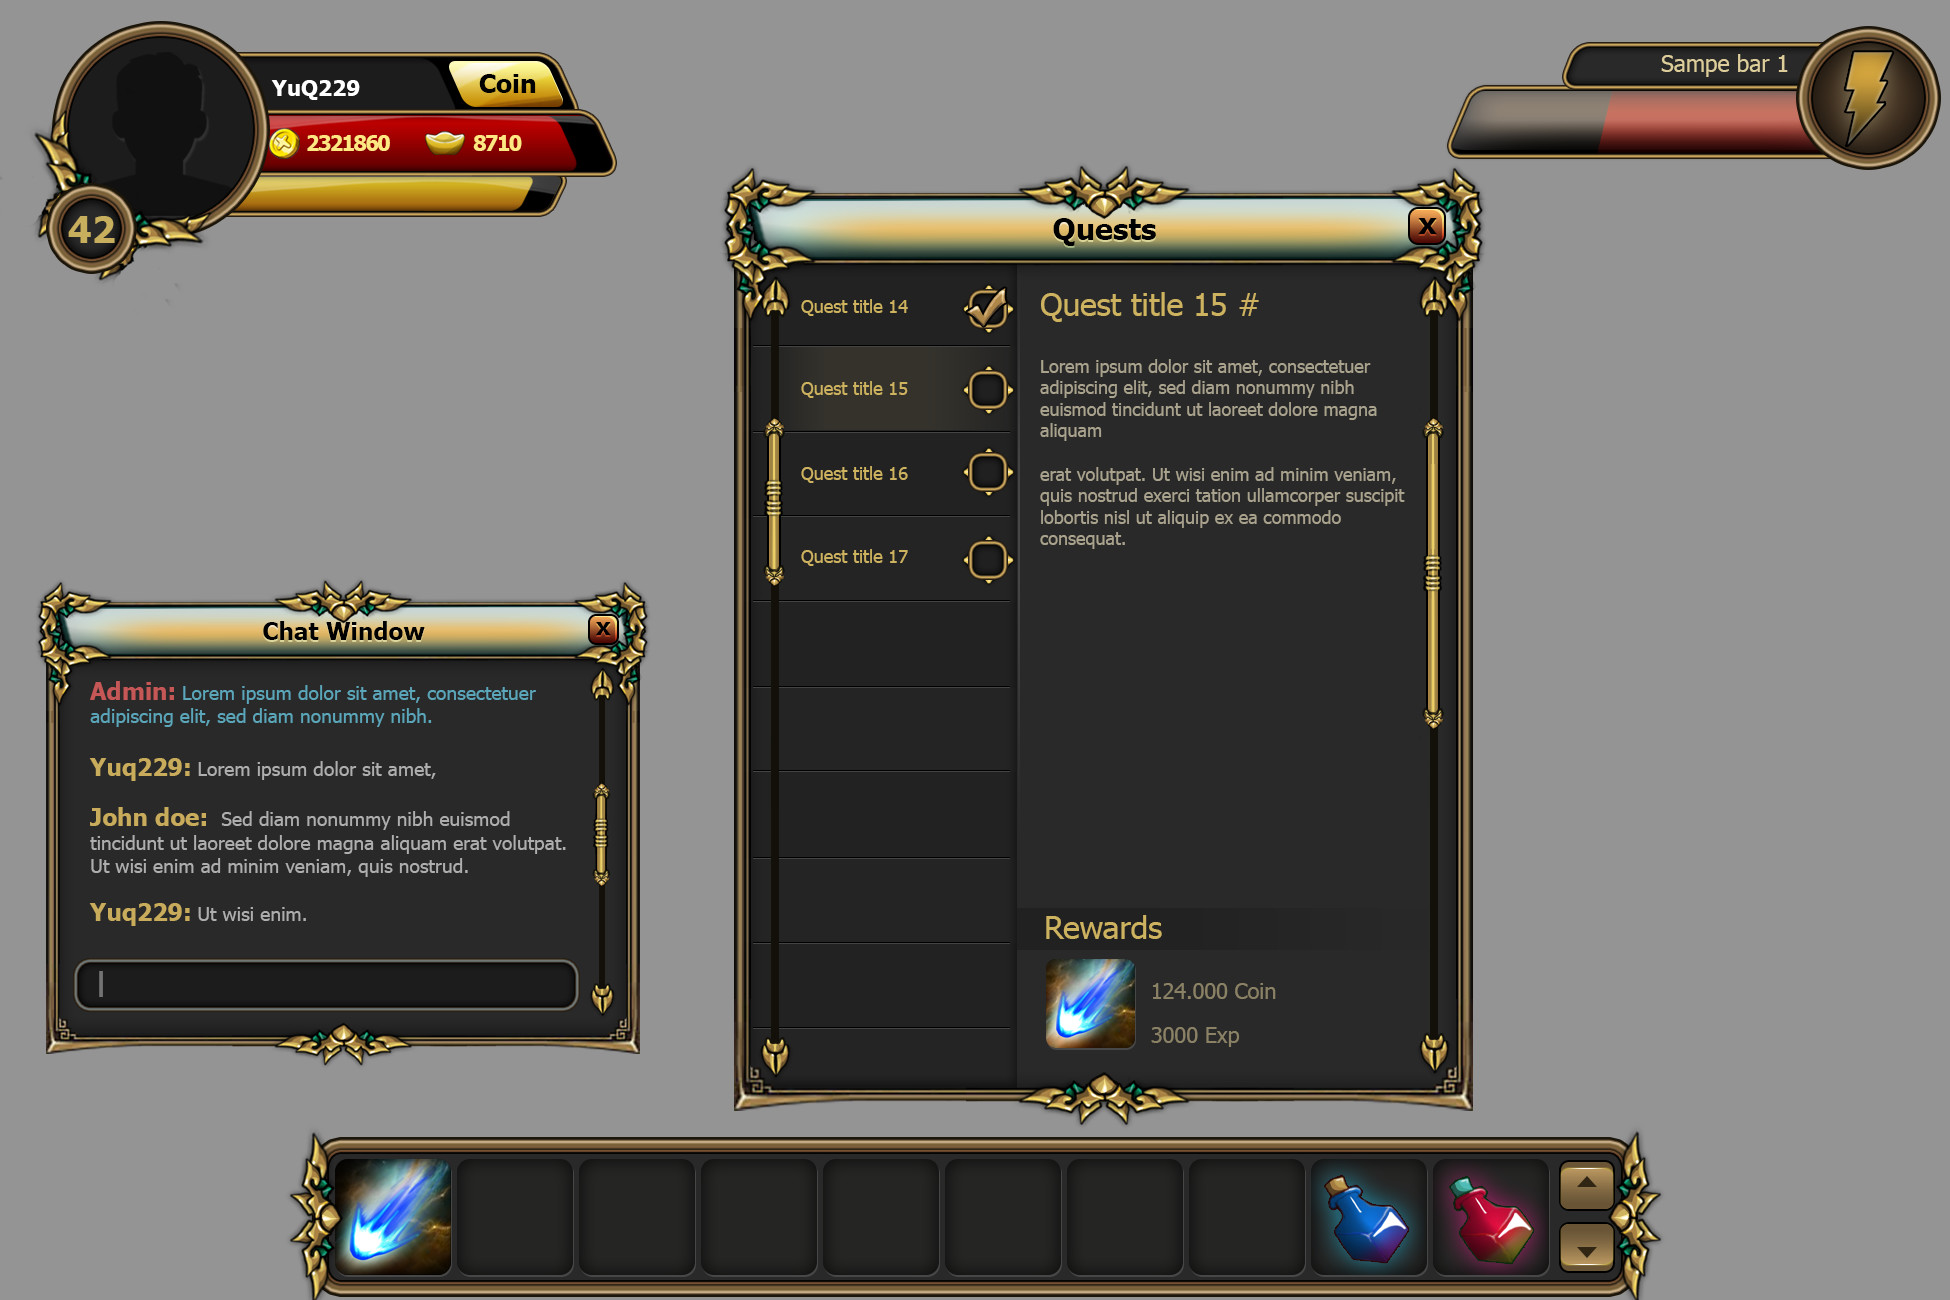 YuQ229
Coin
2321860
8710
42
Sampe bar 1
Quests
X
Quest title 14
Quest title 15
Quest title 16
Quest title 17
Quest title 15 #
Lorem ipsum dolor sit amet, consectetuer
adipiscing elit, sed diam nonummy nibh
euismod tincidunt ut laoreet dolore magna
aliquam
erat volutpat. Ut wisi enim ad minim veniam,
quis nostrud exerci tation ullamcorper suscipit
lobortis nisl ut aliquip ex ea commodo
consequat.
Rewards
124.000 Coin
3000 Exp
Chat Window
X
Admin: Lorem ipsum dolor sit amet, consectetuer
adipiscing elit, sed diam nonummy nibh.
Yuq229: Lorem ipsum dolor sit amet,
John doe: Sed diam nonummy nibh euismod
tincidunt ut laoreet dolore magna aliquam erat volutpat.
Ut wisi enim ad minim veniam, quis nostrud.
Yuq229: Ut wisi enim.